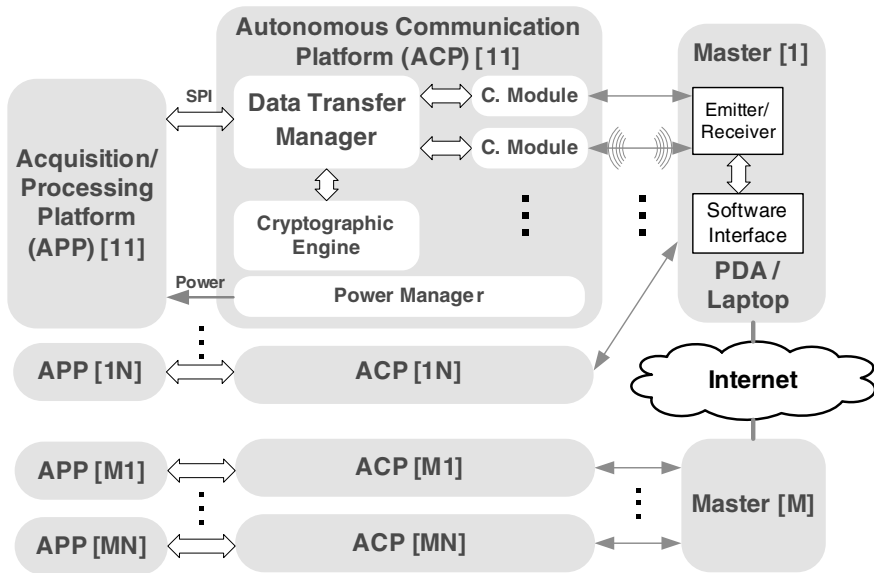 Autonomous Communication
Platform (ACP) [11]
Master [1]
SPI
Data Transfer
Manager
C. Module
C. Module
Emitter/
Receiver
Acquisition/
Processing
Platform
(APP) [11]
Cryptographic
Engine
Software
Interface
PDA /
Laptop
Power
Power Manager
APP [1N]
ACP [1N]
Internet
APP [M1]
ACP [M1]
Master [M]
APP [MN]
ACP [MN]